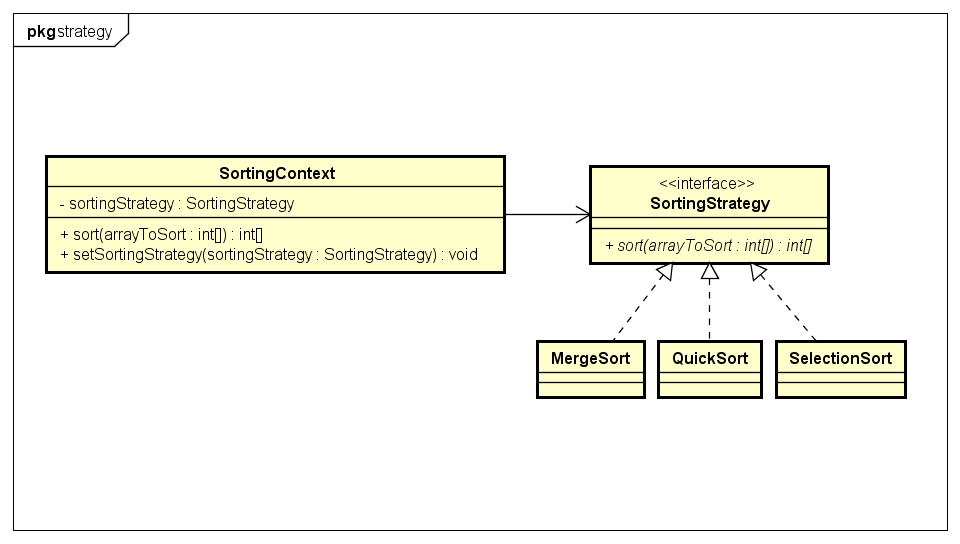 pkg strategy
SortingContext
- sortingStrategy : SortingStrategy
+ sort(arrayToSort : int[]) : int[]
+ setSortingStrategy(sortingStrategy : SortingStrategy) : void
<<interface>>
SortingStrategy
+ sort(arrayToSort : int[]) : int[]
MergeSort
QuickSort
SelectionSort